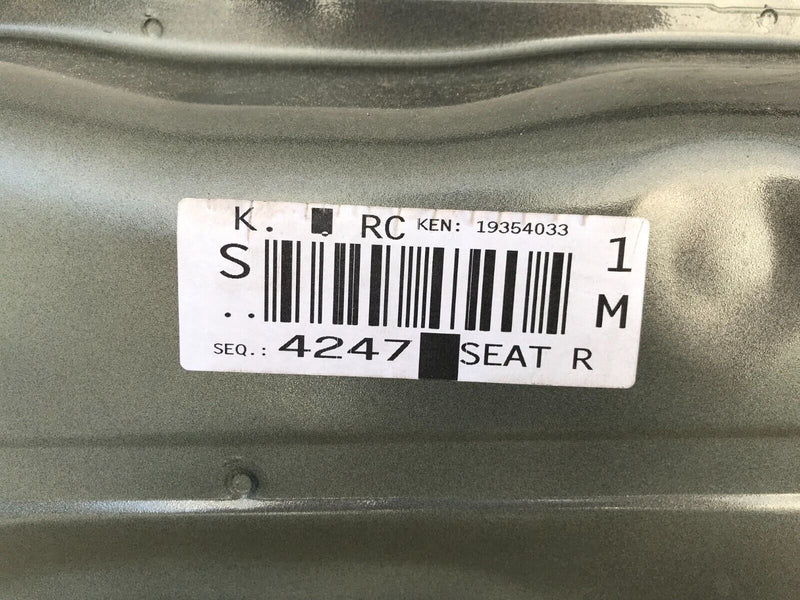 K. RC KEN: 19354033
S 1
.. M
SEQ.: 4247 SEAT R